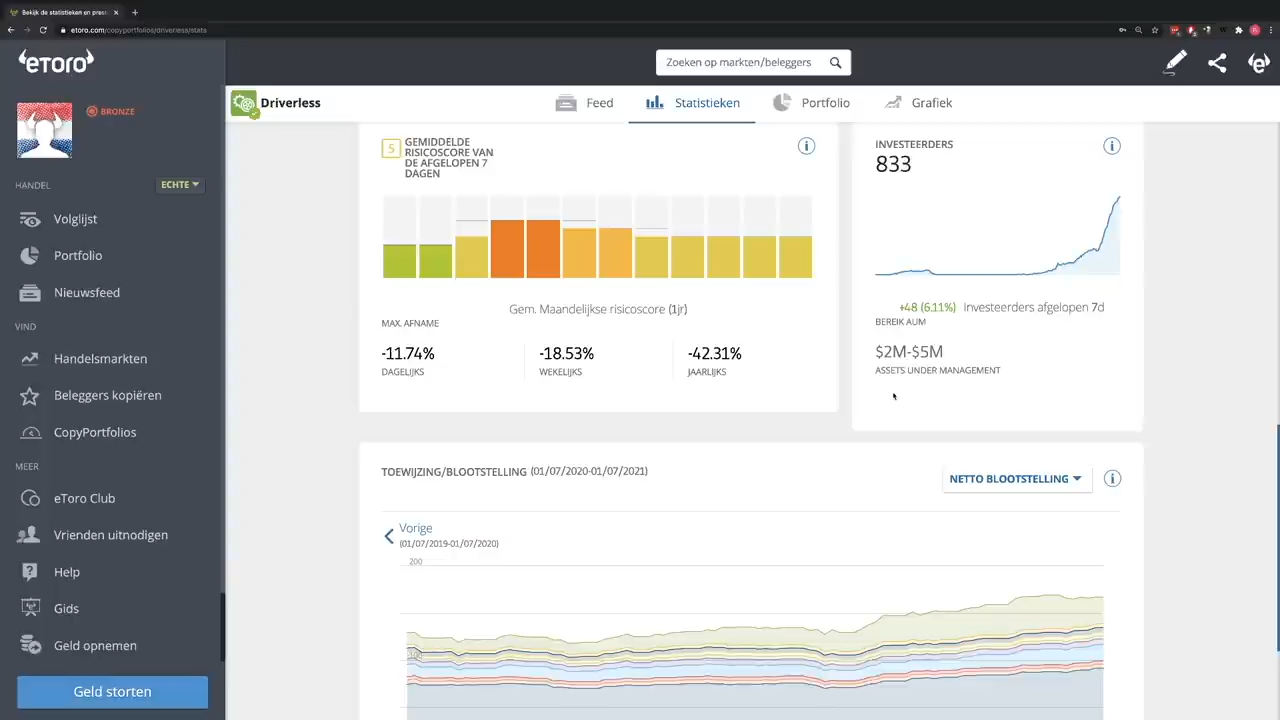 Bekijk de statistieken en pres
etoro.com/copyportfolios/driverless/stats
eToro
Zoeken op markten/beleggers
BRONZE
Driverless
Feed
Statistieken
Portfolio
Grafiek
HANDEL
ECHTE
Volglijst
Portfolio
Nieuwsfeed
VIND
Handelsmarkten
Beleggers kopiëren
CopyPortfolios
MEER
eToro Club
Vrienden uitnodigen
Help
Gids
Geld opnemen
Geld storten
5
GEMIDDELDE
RISICOSCORE VAN
DE AFGELOPEN 7
DAGEN
Gem. Maandelijkse risicoscore (1jr)
MAX. AFNAME
-11.74%
DAGELIJKS
-18.53%
WEKELIJKS
-42.31%
JAARLIJKS
INVESTEERDERS
833
+48 (6.11%) Investeerders afgelopen 7d
BEREIK AUM
$2M-$5M
ASSETS UNDER MANAGEMENT
TOEWIJZING/BLOOTSTELLING (01/07/2020-01/07/2021)
NETTO BLOOTSTELLING
Vorige
(01/07/2019-01/07/2020)
200
100